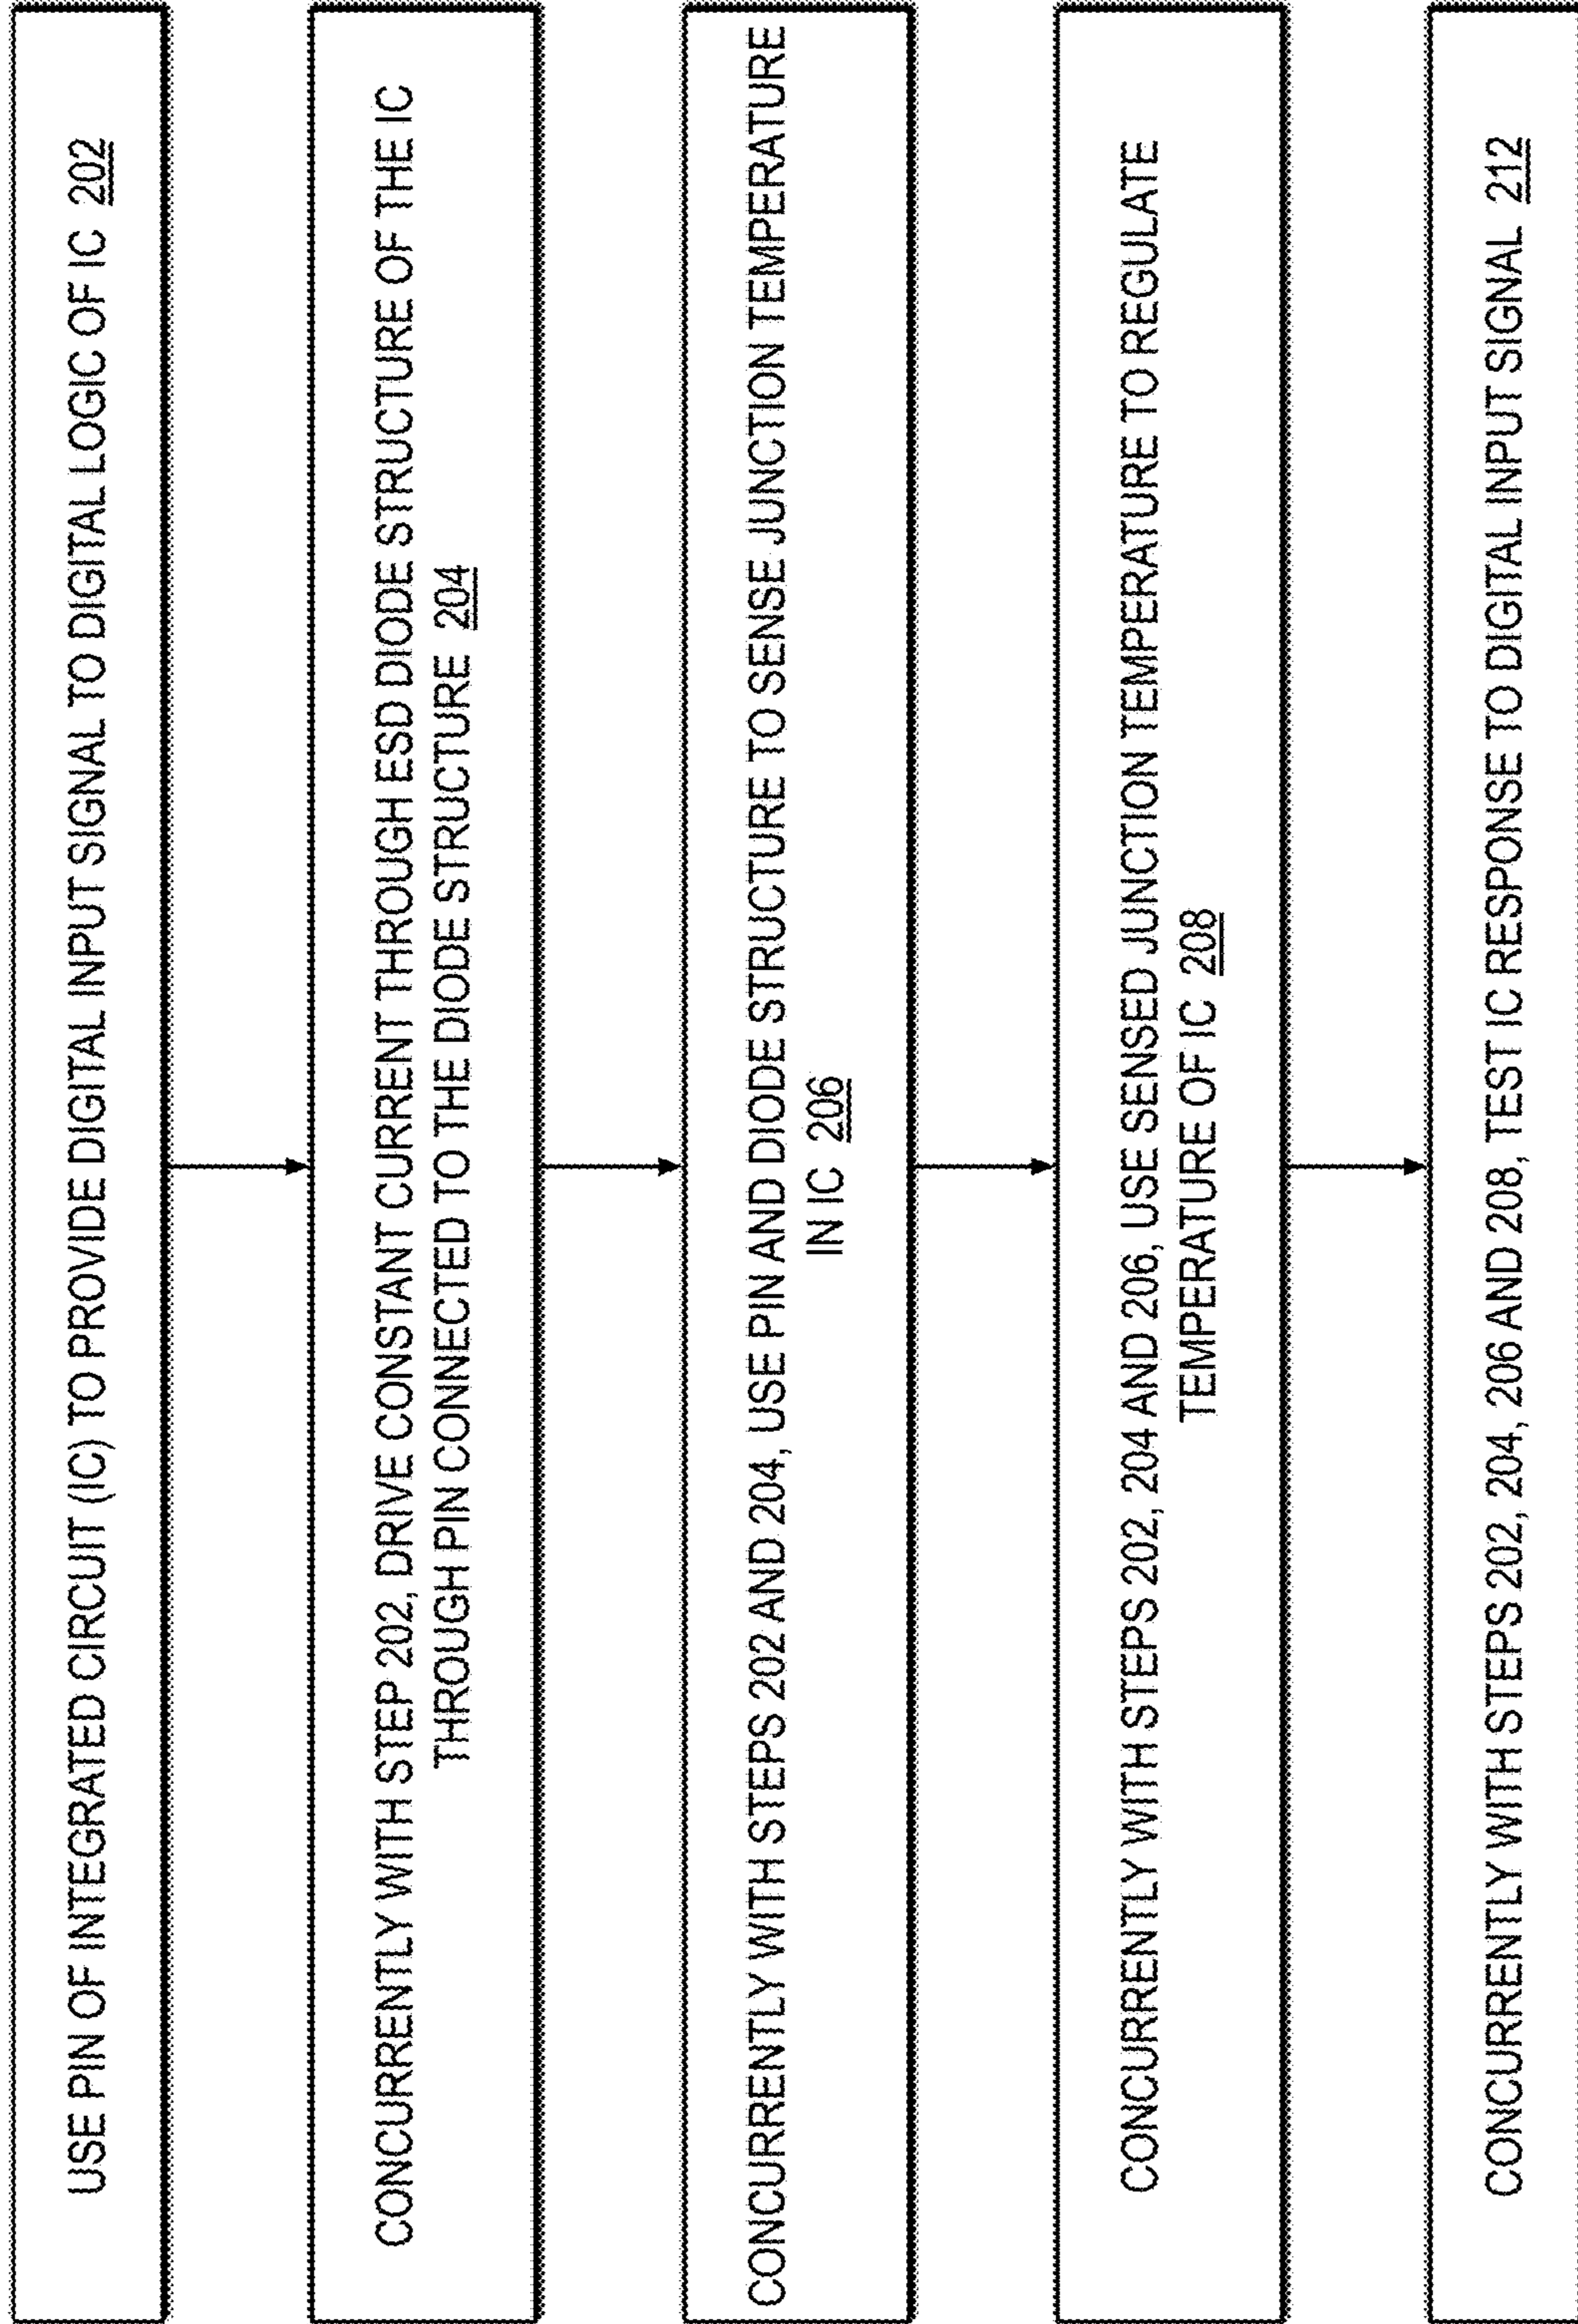 USE PIN OF INTEGRATED CIRCUIT (IC) TO PROVIDE DIGITAL INPUT SIGNAL TO DIGITAL LOGIC OF IC 202
CONCURRENTLY WITH STEP 202, DRIVE CONSTANT CURRENT THROUGH ESD DIODE STRUCTURE OF THE IC
THROUGH PIN CONNECTED TO THE DIODE STRUCTURE 204
CONCURRENTLY WITH STEPS 202 AND 204, USE PIN AND DIODE STRUCTURE TO SENSE JUNCTION TEMPERATURE
IN IC 206
CONCURRENTLY WITH STEPS 202, 204 AND 206, USE SENSED JUNCTION TEMPERATURE TO REGULATE
TEMPERATURE OF IC 208
CONCURRENTLY WITH STEPS 202, 204, 206 AND 208, TEST IC RESPONSE TO DIGITAL INPUT SIGNAL 212